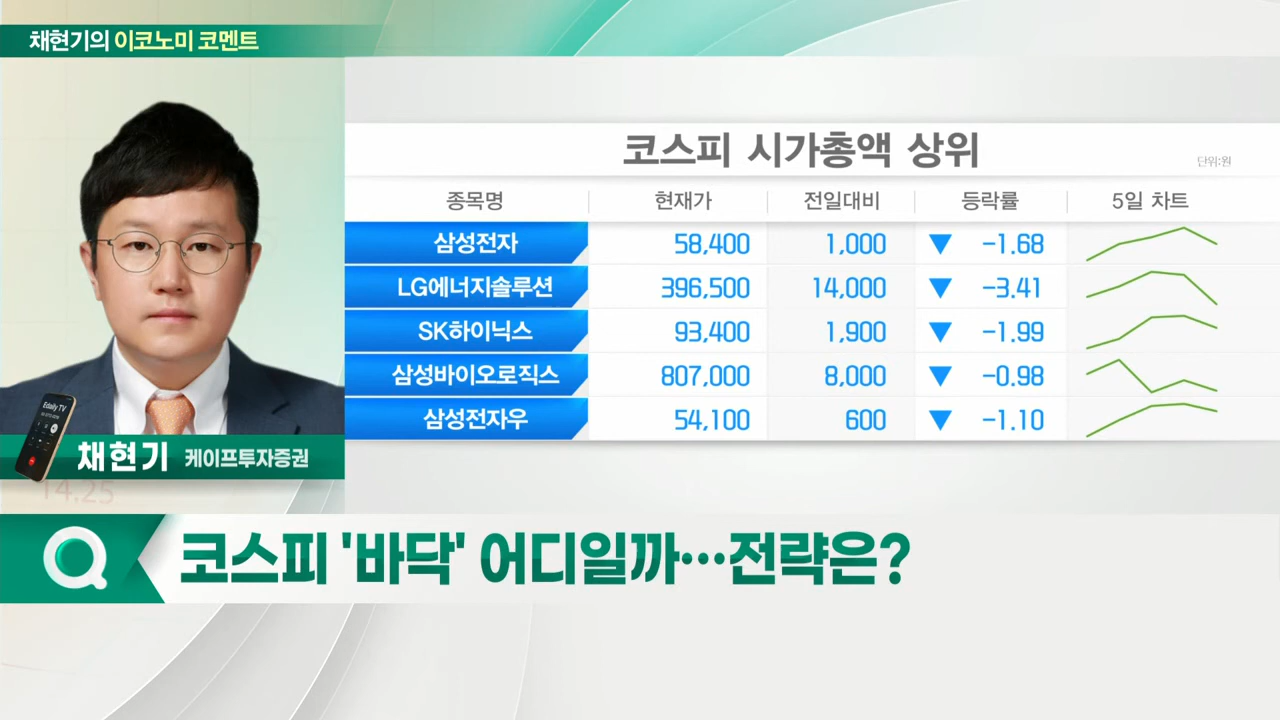 채현기의 이코노미 코멘트
코스피 시가총액 상위
단위:원
종목명 현재가 전일대비 등락률 5일 차트
삼성전자 58,400 1,000 ▼ -1.68
LG에너지솔루션 396,500 14,000 ▼ -3.41
SK하이닉스 93,400 1,900 ▼ -1.99
삼성바이오로직스 807,000 8,000 ▼ -0.98
삼성전자우 54,100 600 ▼ -1.10
Edaily TV
채현기 케이프투자증권
14.25
Q 코스피 '바닥' 어디일까…전략은?